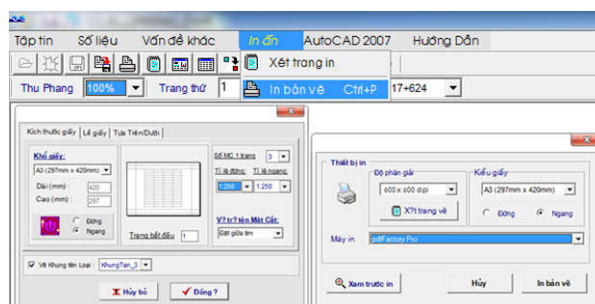 Tập tin Số liệu Vấn đề khác In ấn AutoCAD 2007 Hướng Dẫn
Xét trang in
Thu Phang 100% Trang thứ 1 In bản vẽ Ctrl+P 17+624
Kích thước giấy Lề giấy Tựa Trên/Dưới
Khổ giấy:
A3 (297mm x 420mm)
Dài (mm) : 420
Cao (mm) : 297
Đứng
Ngang
Trang bắt đầu 1
Số MC.1 trang 3
Tỉ lệ đứng: Tỉ lệ ngang:
1:250 1:250
V?tr? tên Mặt Cắt:
Đặt giữa tim
Vẽ Khung tên Loại : KhungTen_3
Hủy bỏ Đồng ?
Thiết bị in
Độ phân giải
600 x 600 dpi
X?t trang vẽ
Kiểu giấy
A3 (297mm x 420mm)
Đứng Ngang
Máy in pdfFactory Pro
Xem trước in Hủy In bản vẽ